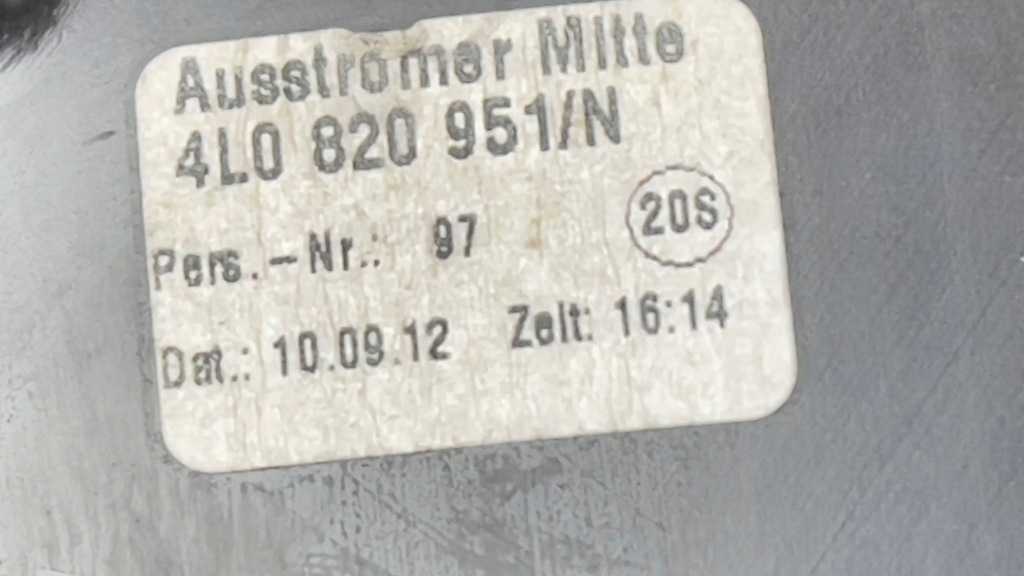 Ausströmer Mitte
4L0 820 951/N
Pers.-Nr.: 97
20S
Dat.: 10.09.12 Zeit: 16:14